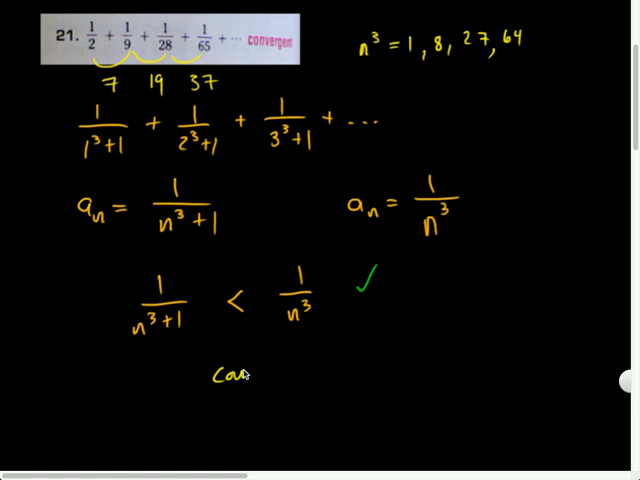 21. 1/2 + 1/9 + 1/28 + 1/65 + ··· convergent
n³ = 1, 8, 27, 64
7 19 37
1/(1³+1) + 1/(2³+1) + 1/(3³+1) + ...
aₙ = 1/(n³+1) aₙ = 1/n³
1/(n³+1) < 1/n³ ✓
con